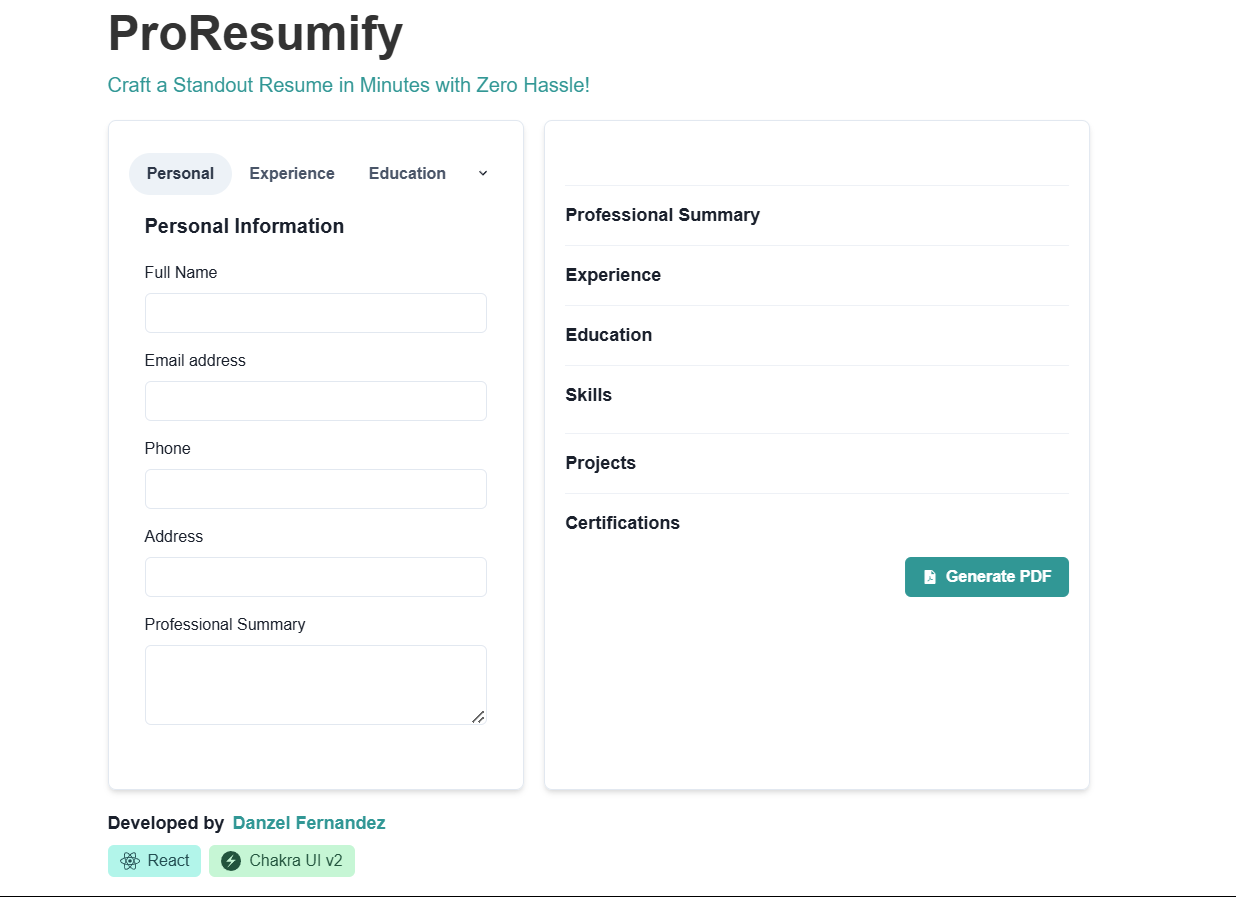 ProResumify
Craft a Standout Resume in Minutes with Zero Hassle!
Personal Experience Education
Personal Information
Full Name
Email address
Phone
Address
Professional Summary
Professional Summary
Experience
Education
Skills
Projects
Certifications
Generate PDF
Developed by Danzel Fernandez
React Chakra UI v2